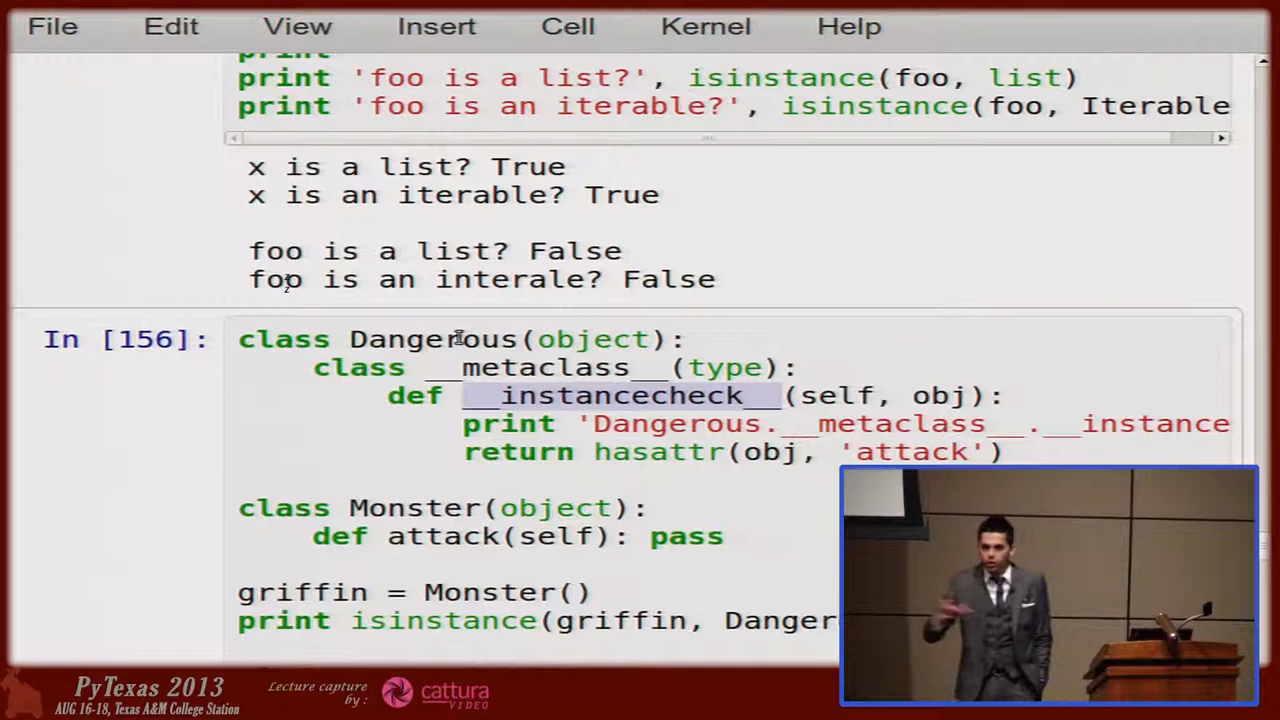 File Edit View Insert Cell Kernel Help
print
print 'foo is a list?', isinstance(foo, list)
print 'foo is an iterable?', isinstance(foo, Iterable
x is a list? True
x is an iterable? True
foo is a list? False
foo is an interale? False
In [156]: class Dangerous(object):
class __metaclass__(type):
def __instancecheck__(self, obj):
print 'Dangerous.__metaclass__.__instance
return hasattr(obj, 'attack')
class Monster(object):
def attack(self): pass
griffin = Monster()
print isinstance(griffin, Danger
PyTexas 2013
AUG 16-18, Texas A&M College Station
Lecture capture
by :
cattura
VIDEO